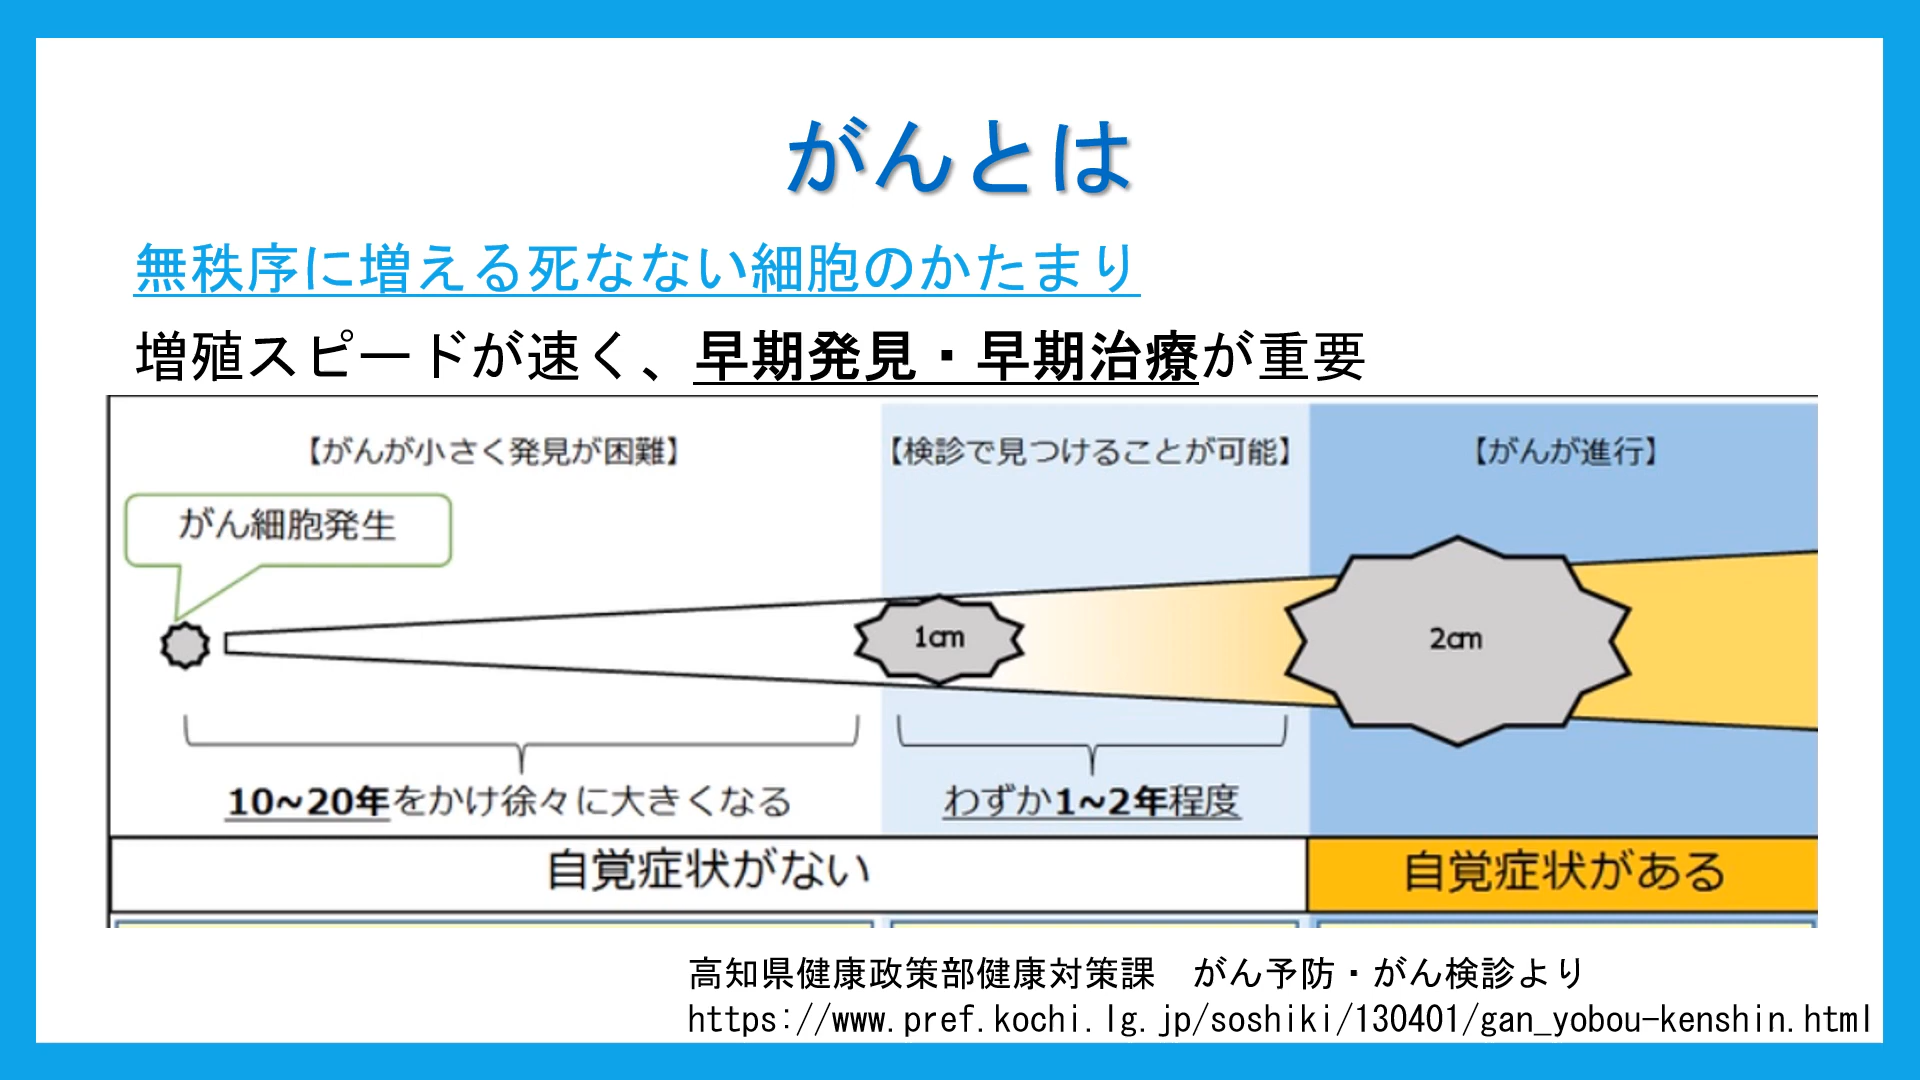 がんとは
無秩序に増える死なない細胞のかたまり
増殖スピードが速く、早期発見・早期治療が重要
【がんが小さく発見が困難】
【検診で見つけることが可能】
【がんが進行】
がん細胞発生
1cm
2cm
10~20年をかけ徐々に大きくなる
わずか1~2年程度
自覚症状がない
自覚症状がある
高知県健康政策部健康対策課　がん予防・がん検診より
https://www.pref.kochi.lg.jp/soshiki/130401/gan_yobou-kenshin.html